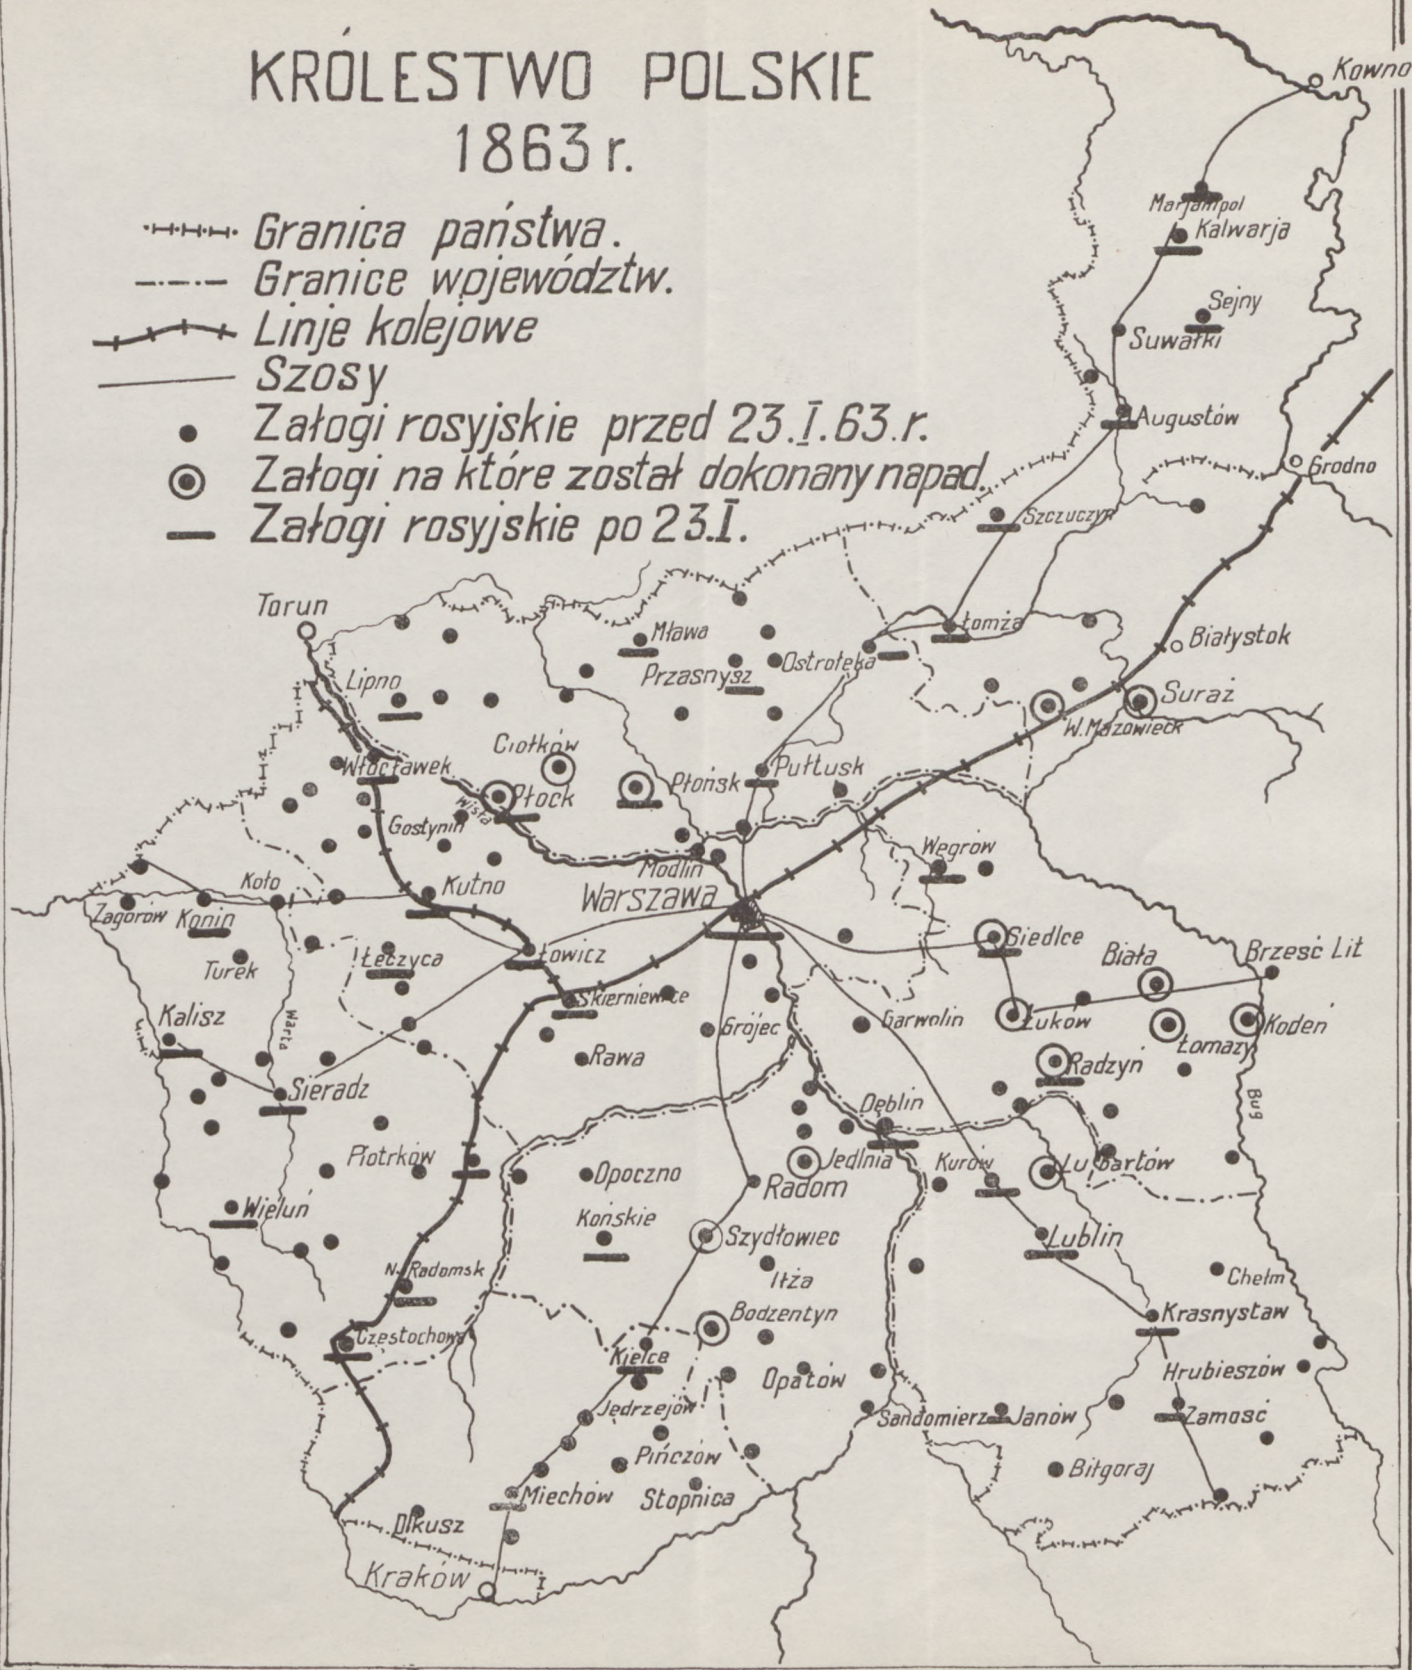 KRÓLESTWO POLSKIE
1863 r.
Granica państwa.
Granice wojewódźtw.
Linje kolejowe
Szosy
Załogi rosyjskie przed 23.I.63.r.
Załogi na które został dokonany napad.
Załogi rosyjskie po 23.I.
Kowno
Marjampol
Kalwarja
Sejny
Suwałki
Augustów
Grodno
Szczuczyn
Toruń
Mława
Łomża
Białystok
Lipno
Przasnysz
Ostrołęka
Suraż
W. Mazowieck
Ciołków
Włocławek
Płock
Płońsk
Pułtusk
Wisła
Gostynin
Modlin
Węgrów
Koło
Kutno
Warszawa
Zagórów
Konin
Turek
Łęczyca
Łowicz
Siedlce
Biała
Brześć Lit
Skierniewice
Kalisz
Warta
Grójec
Garwolin
Łuków
Łomazy
Kodeń
Rawa
Radzyń
Sieradz
Bug
Dęblin
Piotrków
Opoczno
Jedlnia
Kurów
Lubartów
Radom
Wieluń
Końskie
Szydłowiec
Lublin
N. Radomsk
Iłża
Chełm
Bodzentyn
Krasnystaw
Częstochowa
Kielce
Opatów
Hrubieszów
Jędrzejów
Sandomierz
Janów
Zamość
Pińczów
Miechów
Stopnica
Biłgoraj
Olkusz
Kraków